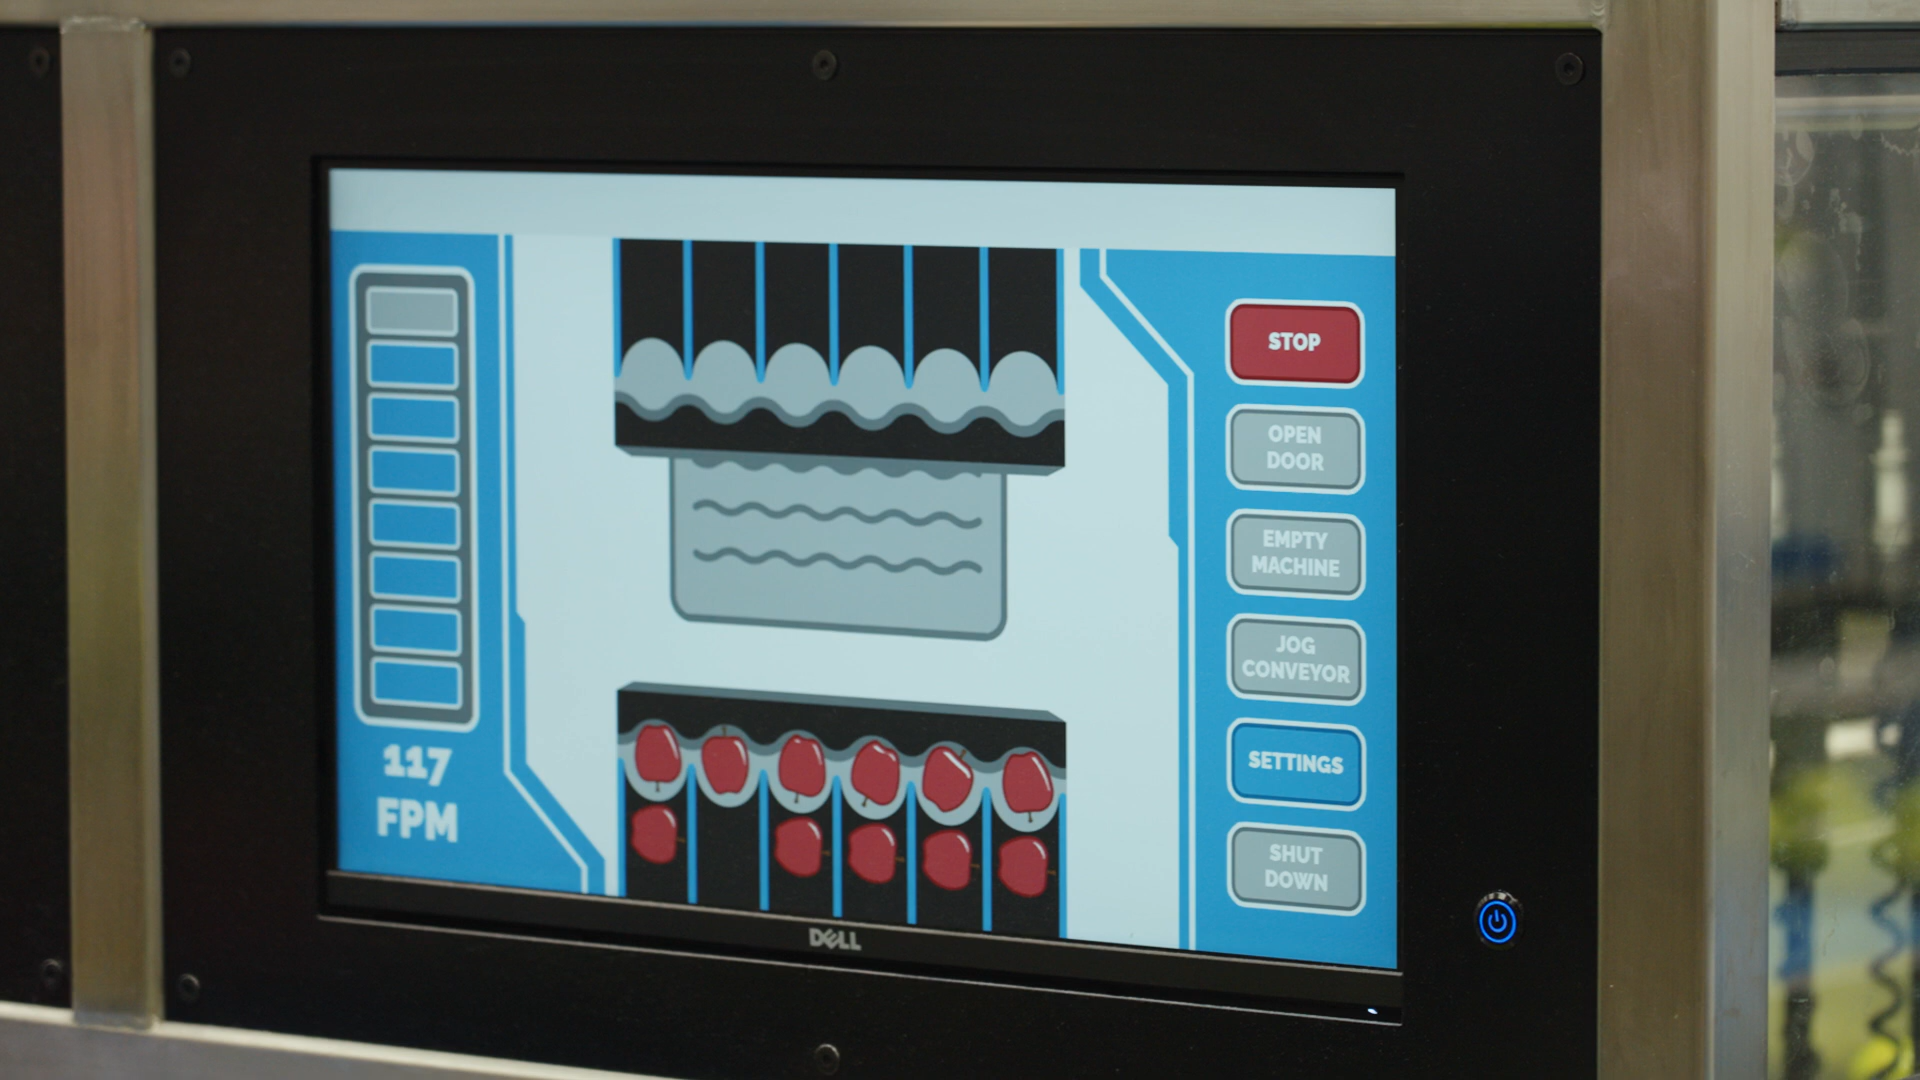 STOP
OPEN
DOOR
EMPTY
MACHINE
JOG
CONVEYOR
SETTINGS
SHUT
DOWN
117
FPM
DELL